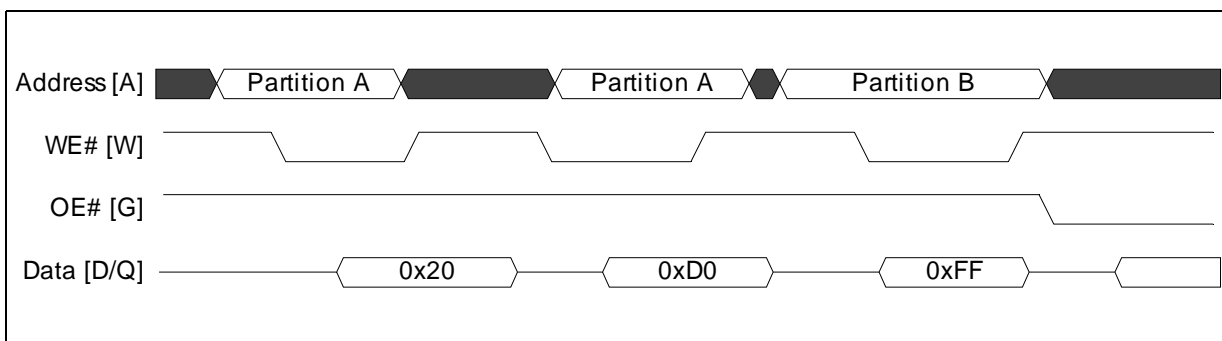 Address [A] Partition A Partition A Partition B
WE# [W]
OE# [G]
Data [D/Q] 0x20 0xD0 0xFF